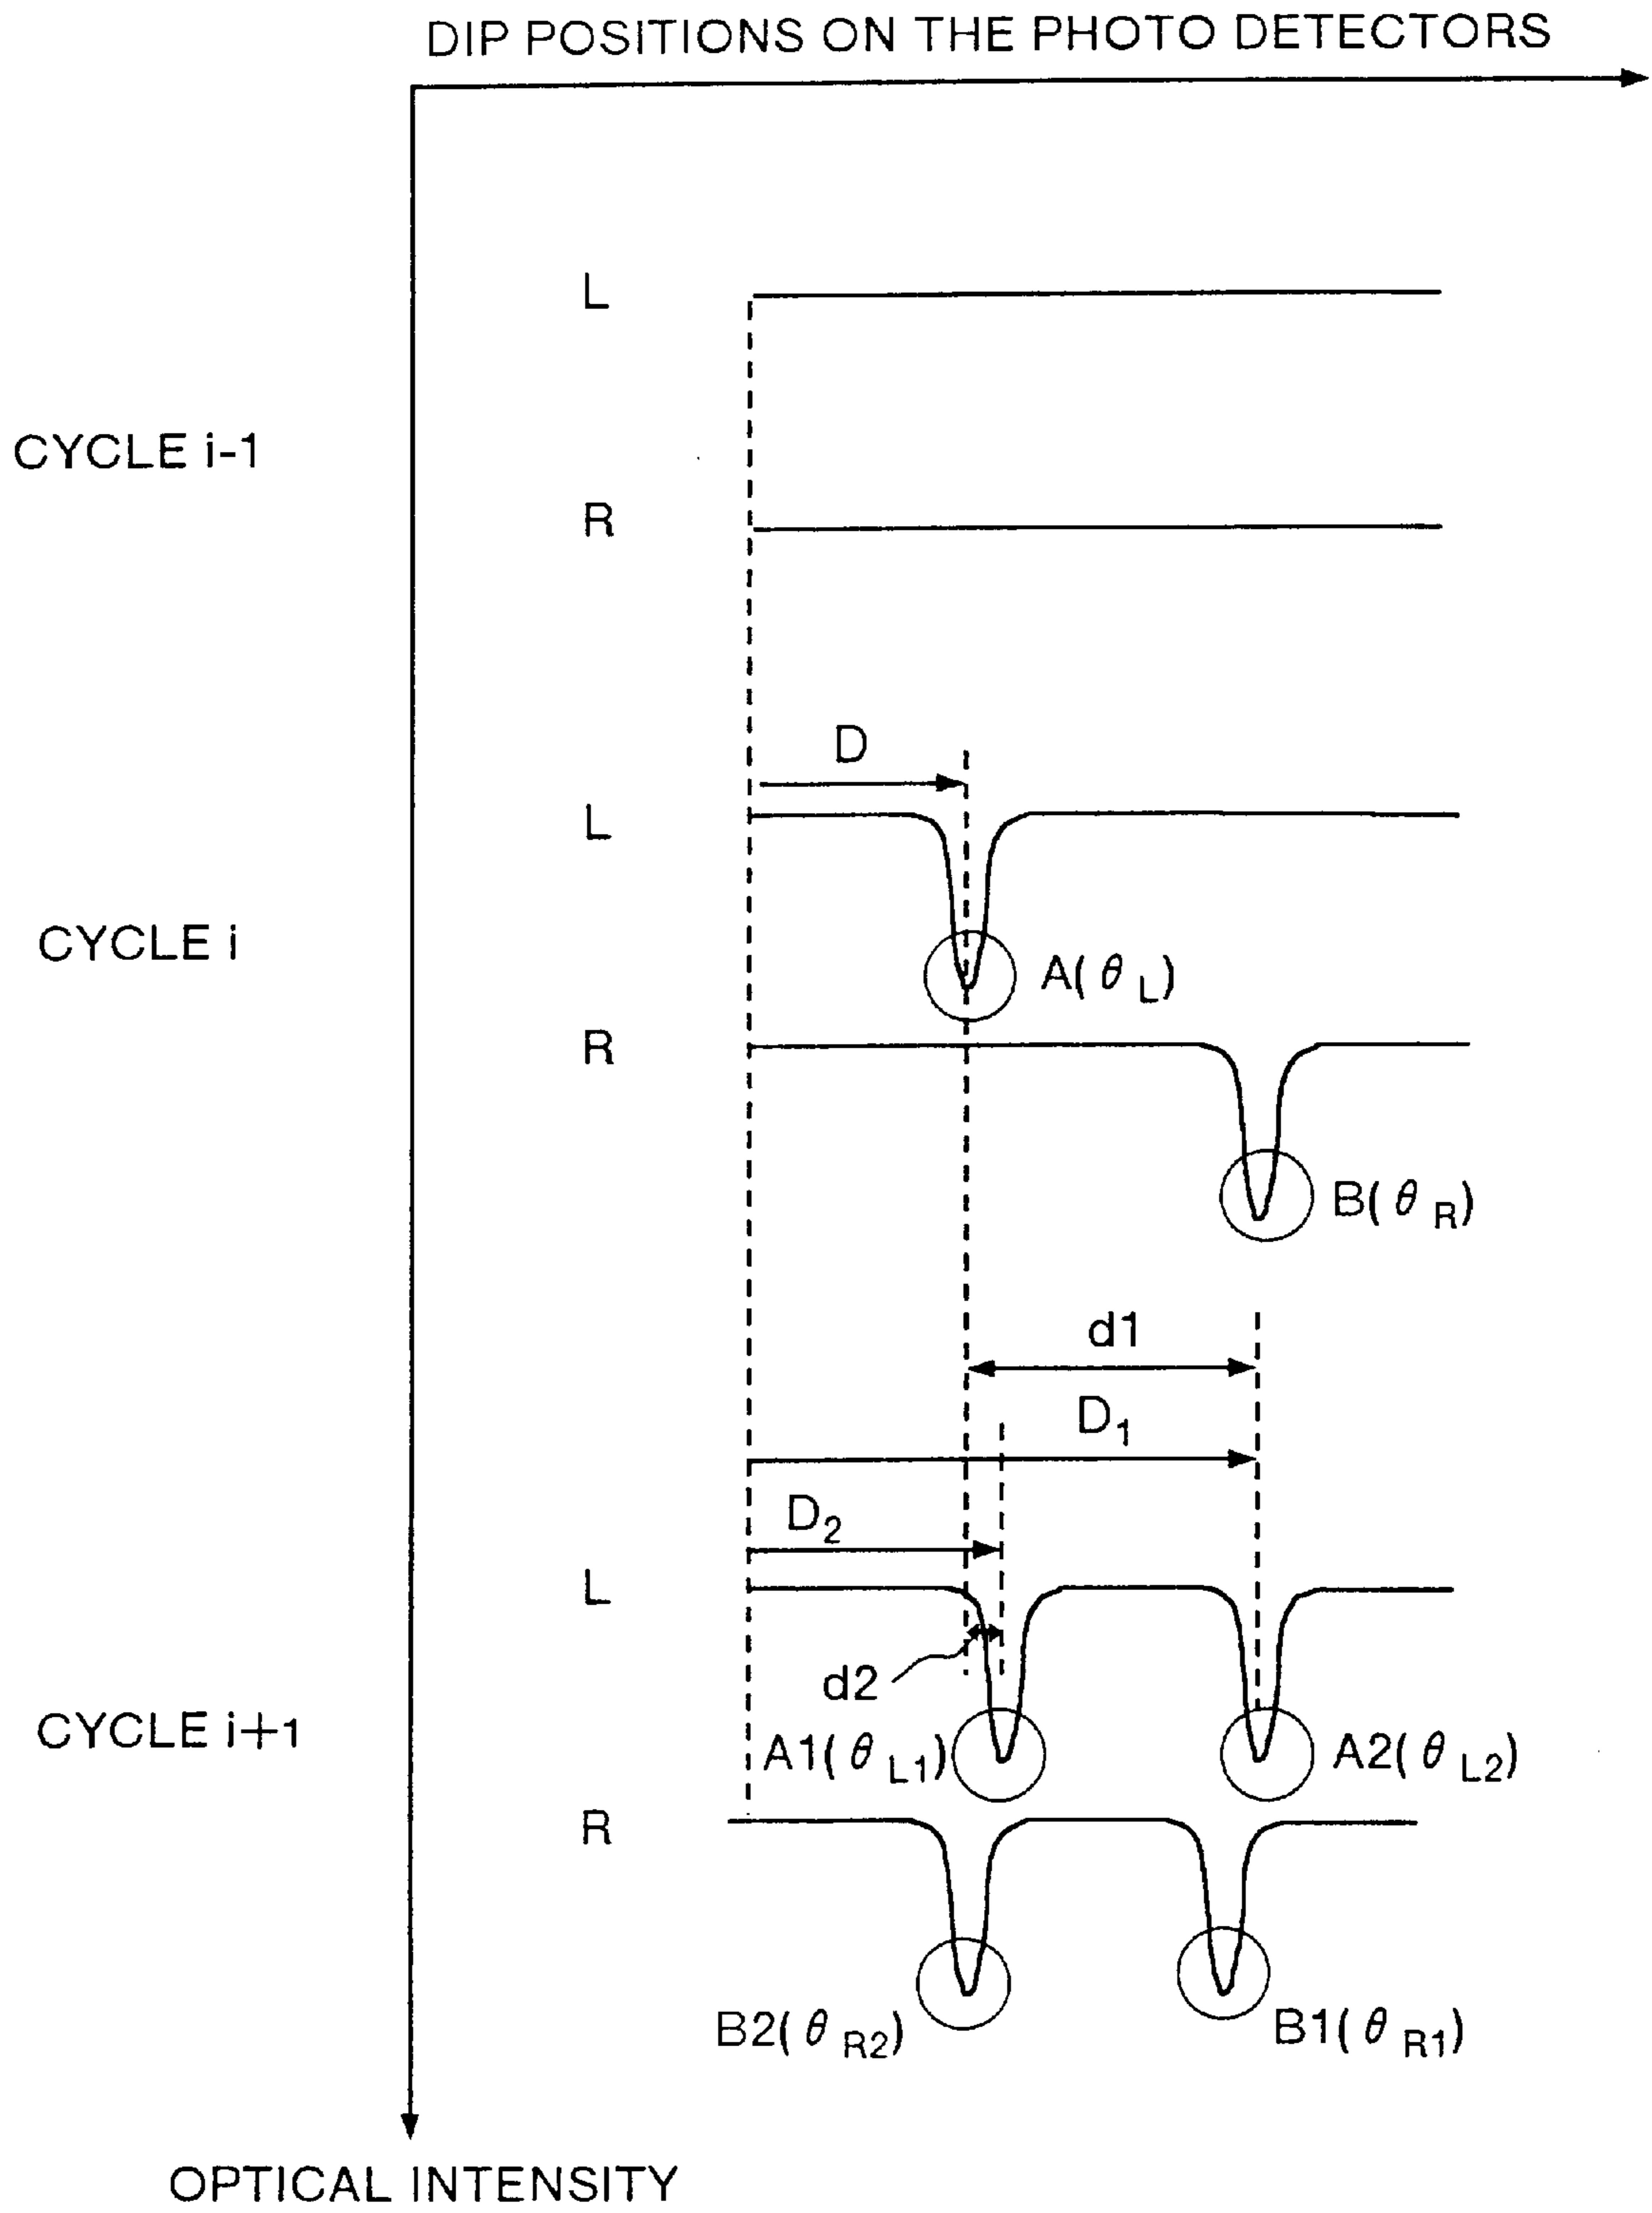 DIP POSITIONS ON THE PHOTO DETECTORS
L
CYCLE i-1
R
D
L
CYCLE i
A(θL)
R
B(θR)
d1
D1
D2
L
d2
CYCLE i+1
A1(θL1)
A2(θL2)
R
B2(θR2)
B1(θR1)
OPTICAL INTENSITY